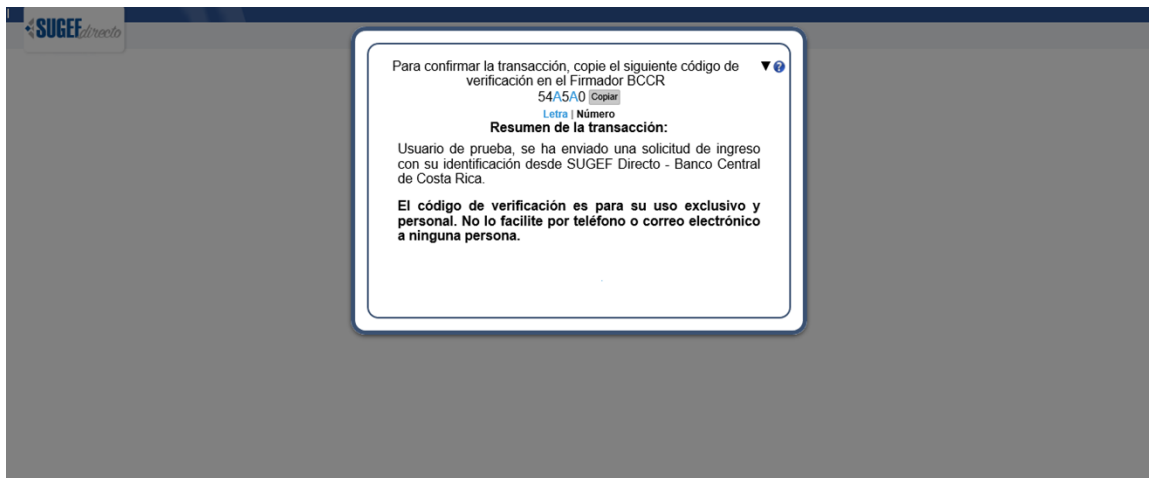 SUGEF directo
Para confirmar la transacción, copie el siguiente código de
verificación en el Firmador BCCR
54A5A0 Copiar
Letra | Número
Resumen de la transacción:
Usuario de prueba, se ha enviado una solicitud de ingreso
con su identificación desde SUGEF Directo - Banco Central
de Costa Rica.
El código de verificación es para su uso exclusivo y
personal. No lo facilite por teléfono o correo electrónico
a ninguna persona.